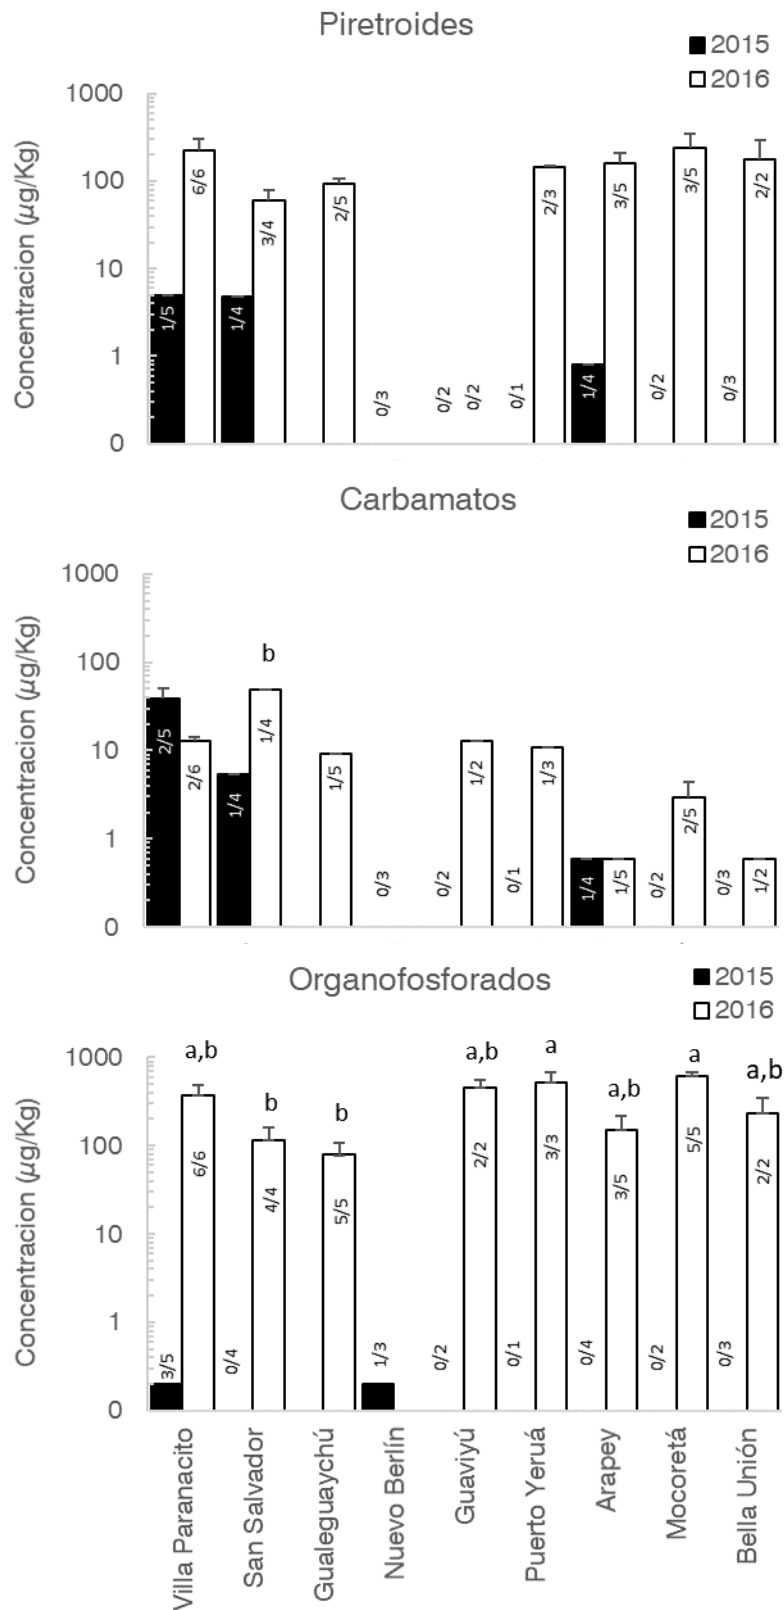 Piretroides
2015
2016
Concentracion (µg/Kg)
1000
100
10
1
0
1/5
6/6
1/4
3/4
2/5
0/3
0/2
0/2
0/1
2/3
1/4
3/5
0/2
3/5
0/3
2/2
Carbamatos
2015
2016
Concentracion (µg/Kg)
1000
100
10
1
0
b
2/5
2/6
1/4
1/4
1/5
0/3
0/2
1/2
0/1
1/3
1/4
1/5
0/2
2/5
0/3
1/2
Organofosforados
2015
2016
Concentracion (µg/Kg)
1000
100
10
1
0
a,b
b
b
a,b
a
a,b
a
a,b
3/5
6/6
0/4
4/4
5/5
1/3
0/2
2/2
0/1
3/3
0/4
3/5
0/2
5/5
0/3
2/2
Villa Paranacito
San Salvador
Gualeguaychú
Nuevo Berlín
Guaviyú
Puerto Yeruá
Arapey
Mocoretá
Bella Unión